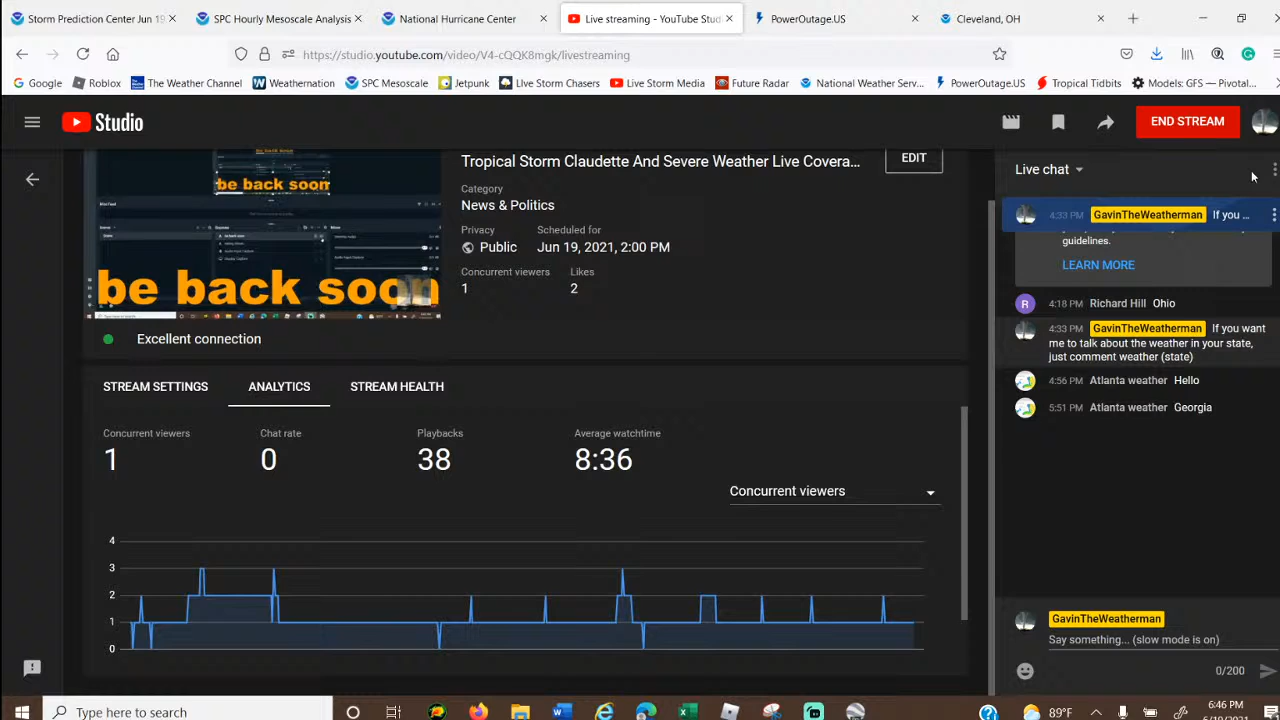 Storm Prediction Center Jun 19
SPC Hourly Mesoscale Analysis
National Hurricane Center
Live streaming - YouTube Stud
PowerOutage.US
Cleveland, OH
https://studio.youtube.com/video/V4-cQQK8mgk/livestreaming
Google
Roblox
The Weather Channel
Weathernation
SPC Mesoscale
Jetpunk
Live Storm Chasers
Live Storm Media
Future Radar
National Weather Serv...
PowerOutage.US
Tropical Tidbits
Models: GFS — Pivotal...
Studio
END STREAM
be back soon
be back soon
Tropical Storm Claudette And Severe Weather Live Covera...
EDIT
Category
News & Politics
Privacy
Public
Scheduled for
Jun 19, 2021, 2:00 PM
Concurrent viewers
1
Likes
2
Excellent connection
STREAM SETTINGS
ANALYTICS
STREAM HEALTH
Concurrent viewers
1
Chat rate
0
Playbacks
38
Average watchtime
8:36
Concurrent viewers
4
3
2
1
0
Live chat
4:33 PM GavinTheWeatherman If you ...
guidelines.
LEARN MORE
4:18 PM Richard Hill Ohio
4:33 PM GavinTheWeatherman If you want
me to talk about the weather in your state,
just comment weather (state)
4:56 PM Atlanta weather Hello
5:51 PM Atlanta weather Georgia
GavinTheWeatherman
Say something... (slow mode is on)
0/200
Type here to search
89°F
6:46 PM
6/19/2021